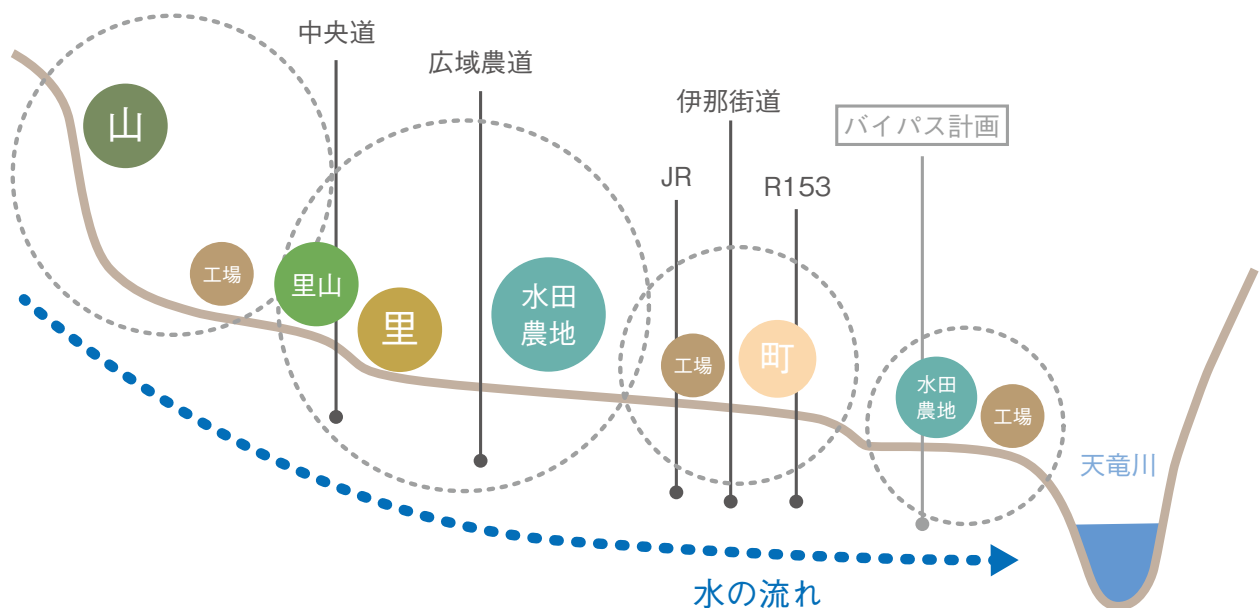 中央道
広域農道
伊那街道
バイパス計画
JR
R153
山
工場
里山
里
水田
農地
工場
町
水田
農地
工場
天竜川
水の流れ